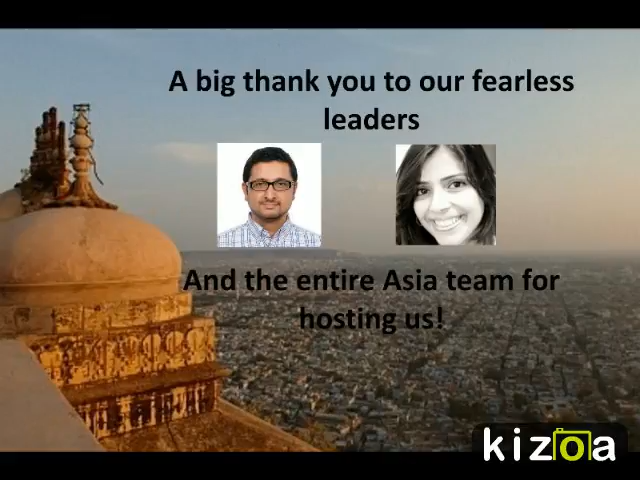 A big thank you to our fearless
leaders
And the entire Asia team for
hosting us!
kizoa